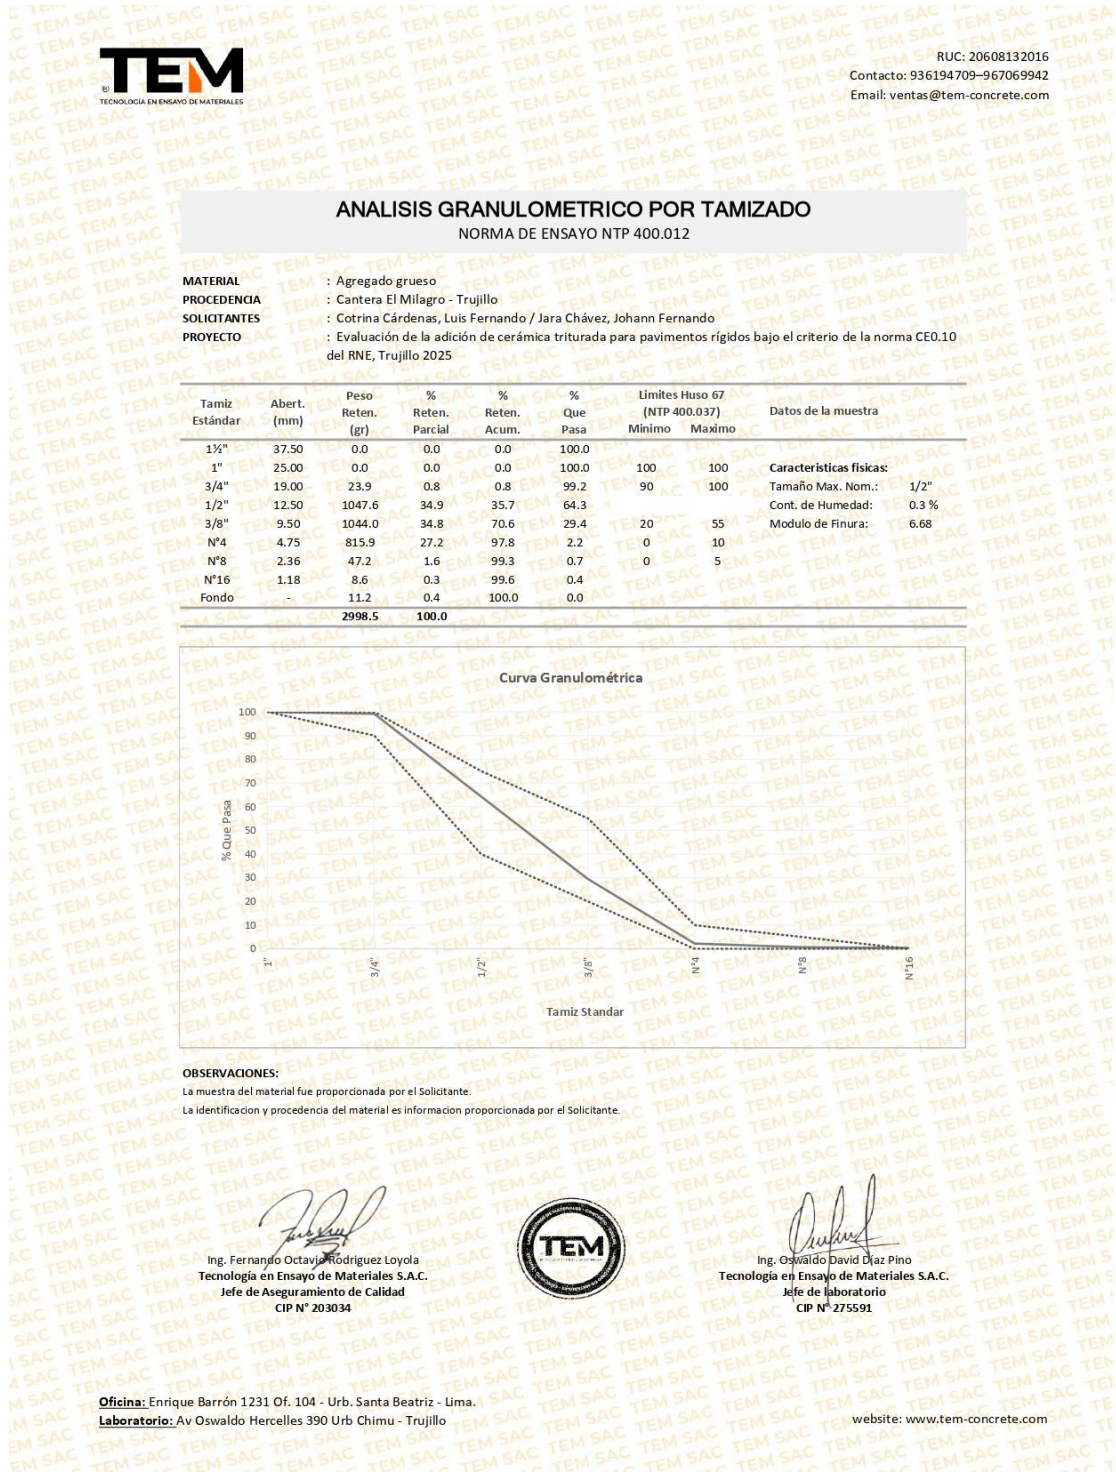 TEM
®
TECNOLOGÍA EN ENSAYO DE MATERIALES
RUC: 20608132016
Contacto: 936194709–967069942
Email: ventas@tem-concrete.com
ANALISIS GRANULOMETRICO POR TAMIZADO
NORMA DE ENSAYO NTP 400.012
MATERIAL : Agregado grueso
PROCEDENCIA : Cantera El Milagro - Trujillo
SOLICITANTES : Cotrina Cárdenas, Luis Fernando / Jara Chávez, Johann Fernando
PROYECTO : Evaluación de la adición de cerámica triturada para pavimentos rígidos bajo el criterio de la norma CE0.10
del RNE, Trujillo 2025
Tamiz Estándar Abert. (mm) Peso Reten. (gr) % Reten. Parcial % Reten. Acum. % Que Pasa Limites Huso 67 (NTP 400.037) Minimo Maximo Datos de la muestra
1½" 37.50 0.0 0.0 0.0 100.0
1" 25.00 0.0 0.0 0.0 100.0 100 100 Caracteristicas fisicas:
3/4" 19.00 23.9 0.8 0.8 99.2 90 100 Tamaño Max. Nom.: 1/2"
1/2" 12.50 1047.6 34.9 35.7 64.3 Cont. de Humedad: 0.3 %
3/8" 9.50 1044.0 34.8 70.6 29.4 20 55 Modulo de Finura: 6.68
N°4 4.75 815.9 27.2 97.8 2.2 0 10
N°8 2.36 47.2 1.6 99.3 0.7 0 5
N°16 1.18 8.6 0.3 99.6 0.4
Fondo - 11.2 0.4 100.0 0.0
2998.5 100.0
Curva Granulométrica
% Que Pasa
100
90
80
70
60
50
40
30
20
10
0
1" 3/4" 1/2" 3/8" N°4 N°8 N°16
Tamiz Standar
OBSERVACIONES:
La muestra del material fue proporcionada por el Solicitante.
La identificacion y procedencia del material es informacion proporcionada por el Solicitante.
Ing. Fernando Octavio Rodriguez Loyola
Tecnología en Ensayo de Materiales S.A.C.
Jefe de Aseguramiento de Calidad
CIP N° 203034
TEM
Ing. Oswaldo David Díaz Pino
Tecnología en Ensayo de Materiales S.A.C.
Jefe de laboratorio
CIP N° 275591
Oficina: Enrique Barrón 1231 Of. 104 - Urb. Santa Beatriz - Lima.
Laboratorio: Av Oswaldo Hercelles 390 Urb Chimu - Trujillo
website: www.tem-concrete.com
TEM SAC